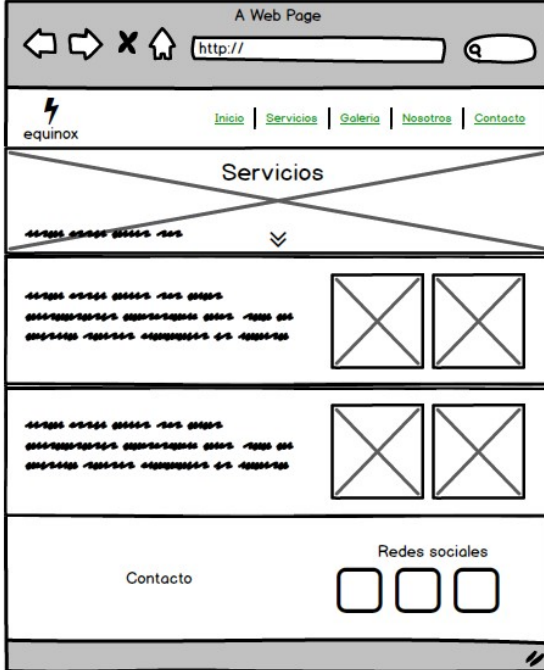 A Web Page
http://
equinox
Inicio Servicios Galeria Nosotros Contacto
Servicios
Contacto
Redes sociales